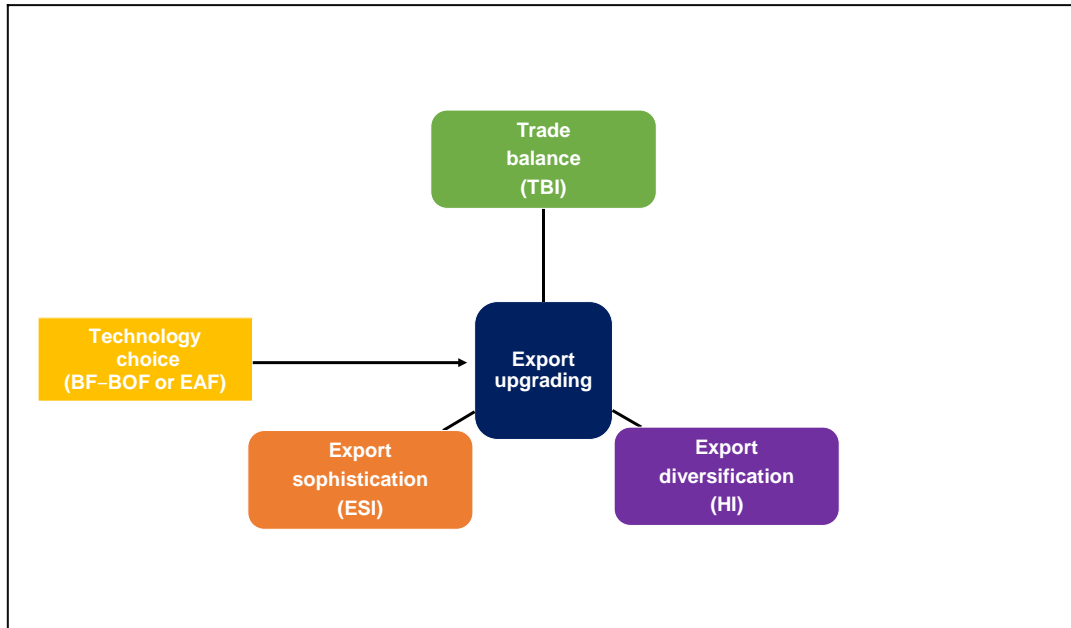 Trade
balance
(TBI)
Technology
choice
(BF−BOF or EAF)
Export
upgrading
Export
sophistication
(ESI)
Export
diversification
(HI)